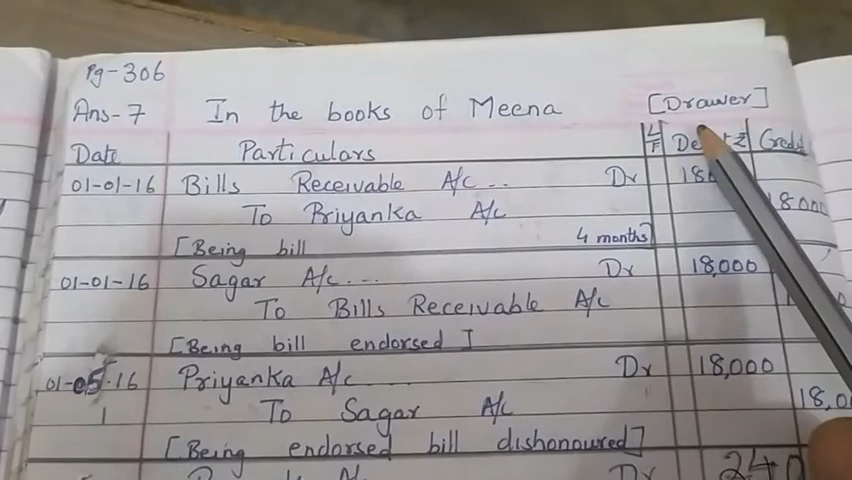 Pg-306
Ans-7 In the books of Meena [Drawer]
Date Particulars L/F
01-01-16 Bills Receivable A/c... Dr
To Priyanka A/c 18000
[Being bill 4 months]
01-01-16 Sagar A/c.... Dr 18,000
To Bills Receivable A/c
[Being bill endorsed]
01-05-16 Priyanka A/c.... Dr 18,000
To Sagar A/c
[Being endorsed bill dishonoured]
Dr